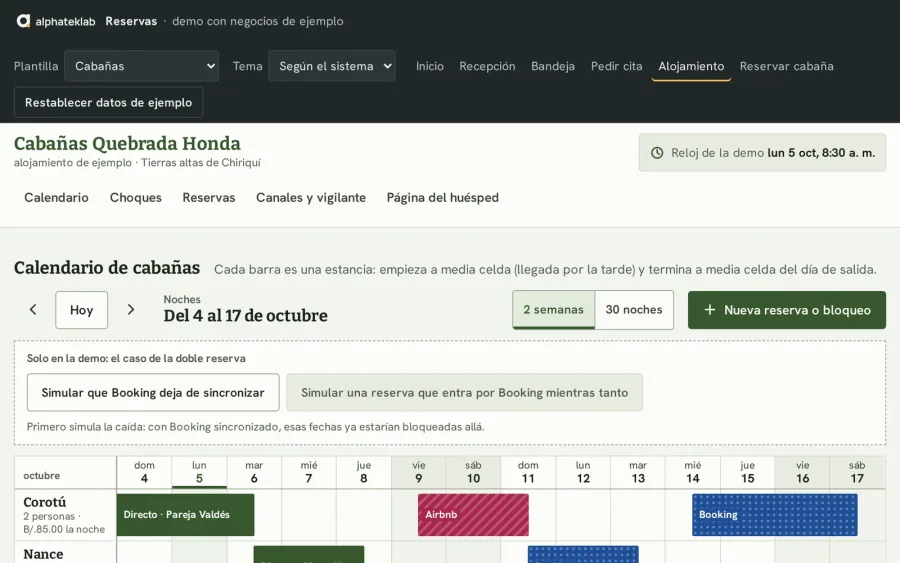 alphateklab Reservas · demo con negocios de ejemplo
Plantilla Cabañas Tema Según el sistema Inicio Recepción Bandeja Pedir cita Alojamiento Reservar cabaña
Restablecer datos de ejemplo
Cabañas Quebrada Honda
alojamiento de ejemplo · Tierras altas de Chiriquí
Reloj de la demo lun 5 oct, 8:30 a. m.
Calendario Choques Reservas Canales y vigilante Página del huésped
Calendario de cabañas Cada barra es una estancia: empieza a media celda (llegada por la tarde) y termina a media celda del día de salida.
Hoy
Noches
Del 4 al 17 de octubre
2 semanas 30 noches
+ Nueva reserva o bloqueo
Solo en la demo: el caso de la doble reserva
Simular que Booking deja de sincronizar Simular una reserva que entra por Booking mientras tanto
Primero simula la caída: con Booking sincronizado, esas fechas ya estarían bloqueadas allá.
octubre
dom lun mar mié jue vie sáb dom lun mar mié jue vie sáb
4 5 6 7 8 9 10 11 12 13 14 15 16 17
Corotú
2 personas ·
B/.85.00 la noche
Directo · Pareja Valdés Airbnb Booking
Nance